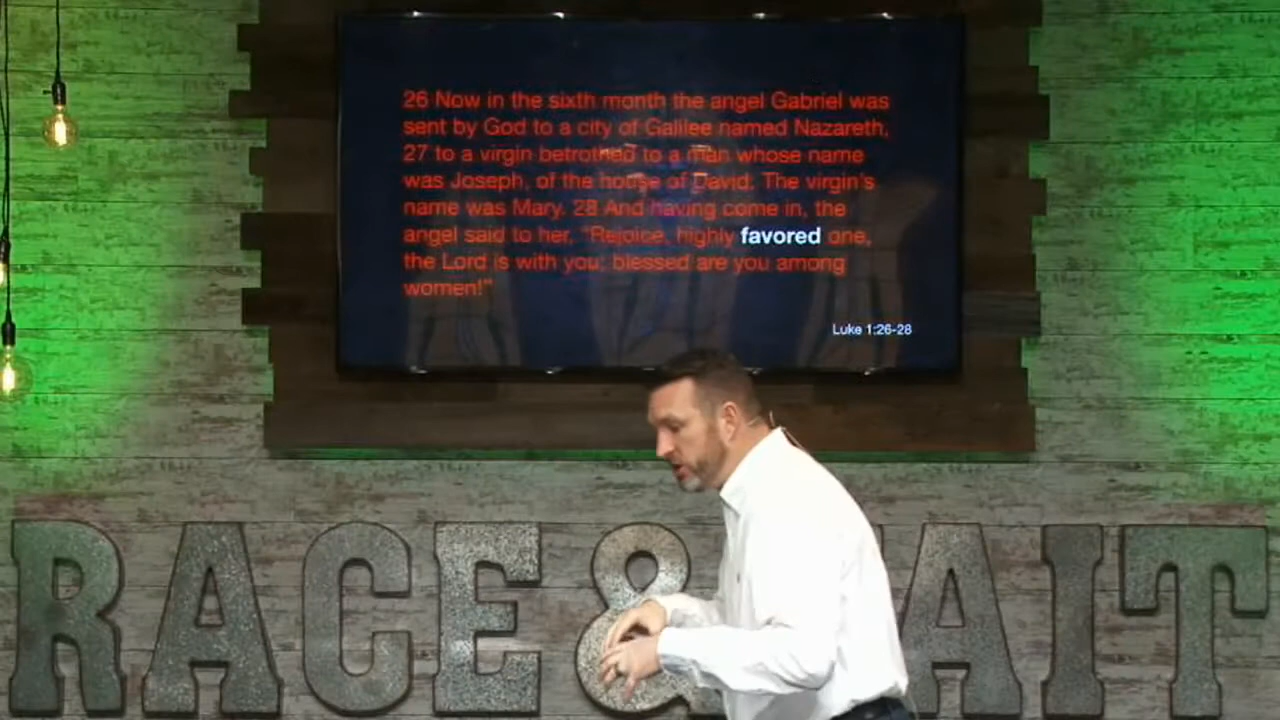 26 Now in the sixth month the angel Gabriel was
sent by God to a city of Galilee named Nazareth,
27 to a virgin betrothed to a man whose name
was Joseph, of the house of David. The virgin's
name was Mary. 28 And having come in, the
angel said to her, "Rejoice, highly favored one,
the Lord is with you; blessed are you among
women!"
Luke 1:26-28
RACE & AIT